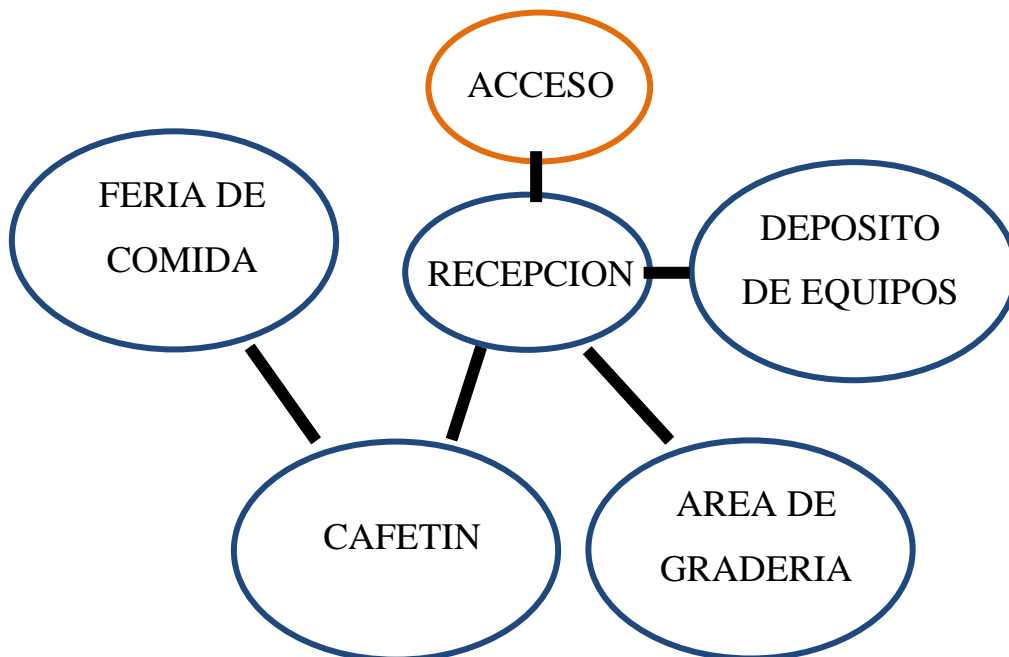 ACCESO
FERIA DE
COMIDA
RECEPCION
DEPOSITO
DE EQUIPOS
CAFETIN
AREA DE
GRADERIA